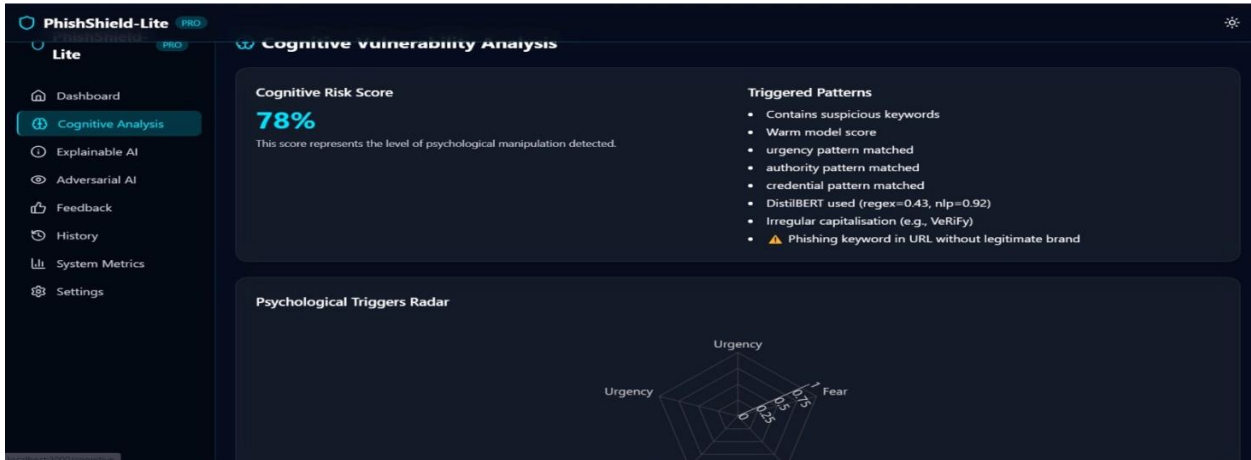 PhishShield-Lite PRO
PhishShield-
Lite
PRO
Dashboard
Cognitive Analysis
Explainable AI
Adversarial AI
Feedback
History
System Metrics
Settings
Cognitive Vulnerability Analysis
Cognitive Risk Score
78%
This score represents the level of psychological manipulation detected.
Triggered Patterns
• Contains suspicious keywords
• Warm model score
• urgency pattern matched
• authority pattern matched
• credential pattern matched
• DistilBERT used (regex=0.43, nlp=0.92)
• Irregular capitalisation (e.g., VeRiFy)
• ⚠ Phishing keyword in URL without legitimate brand
Psychological Triggers Radar
Urgency
Urgency
Fear
0
0.25
0.5
0.75
1